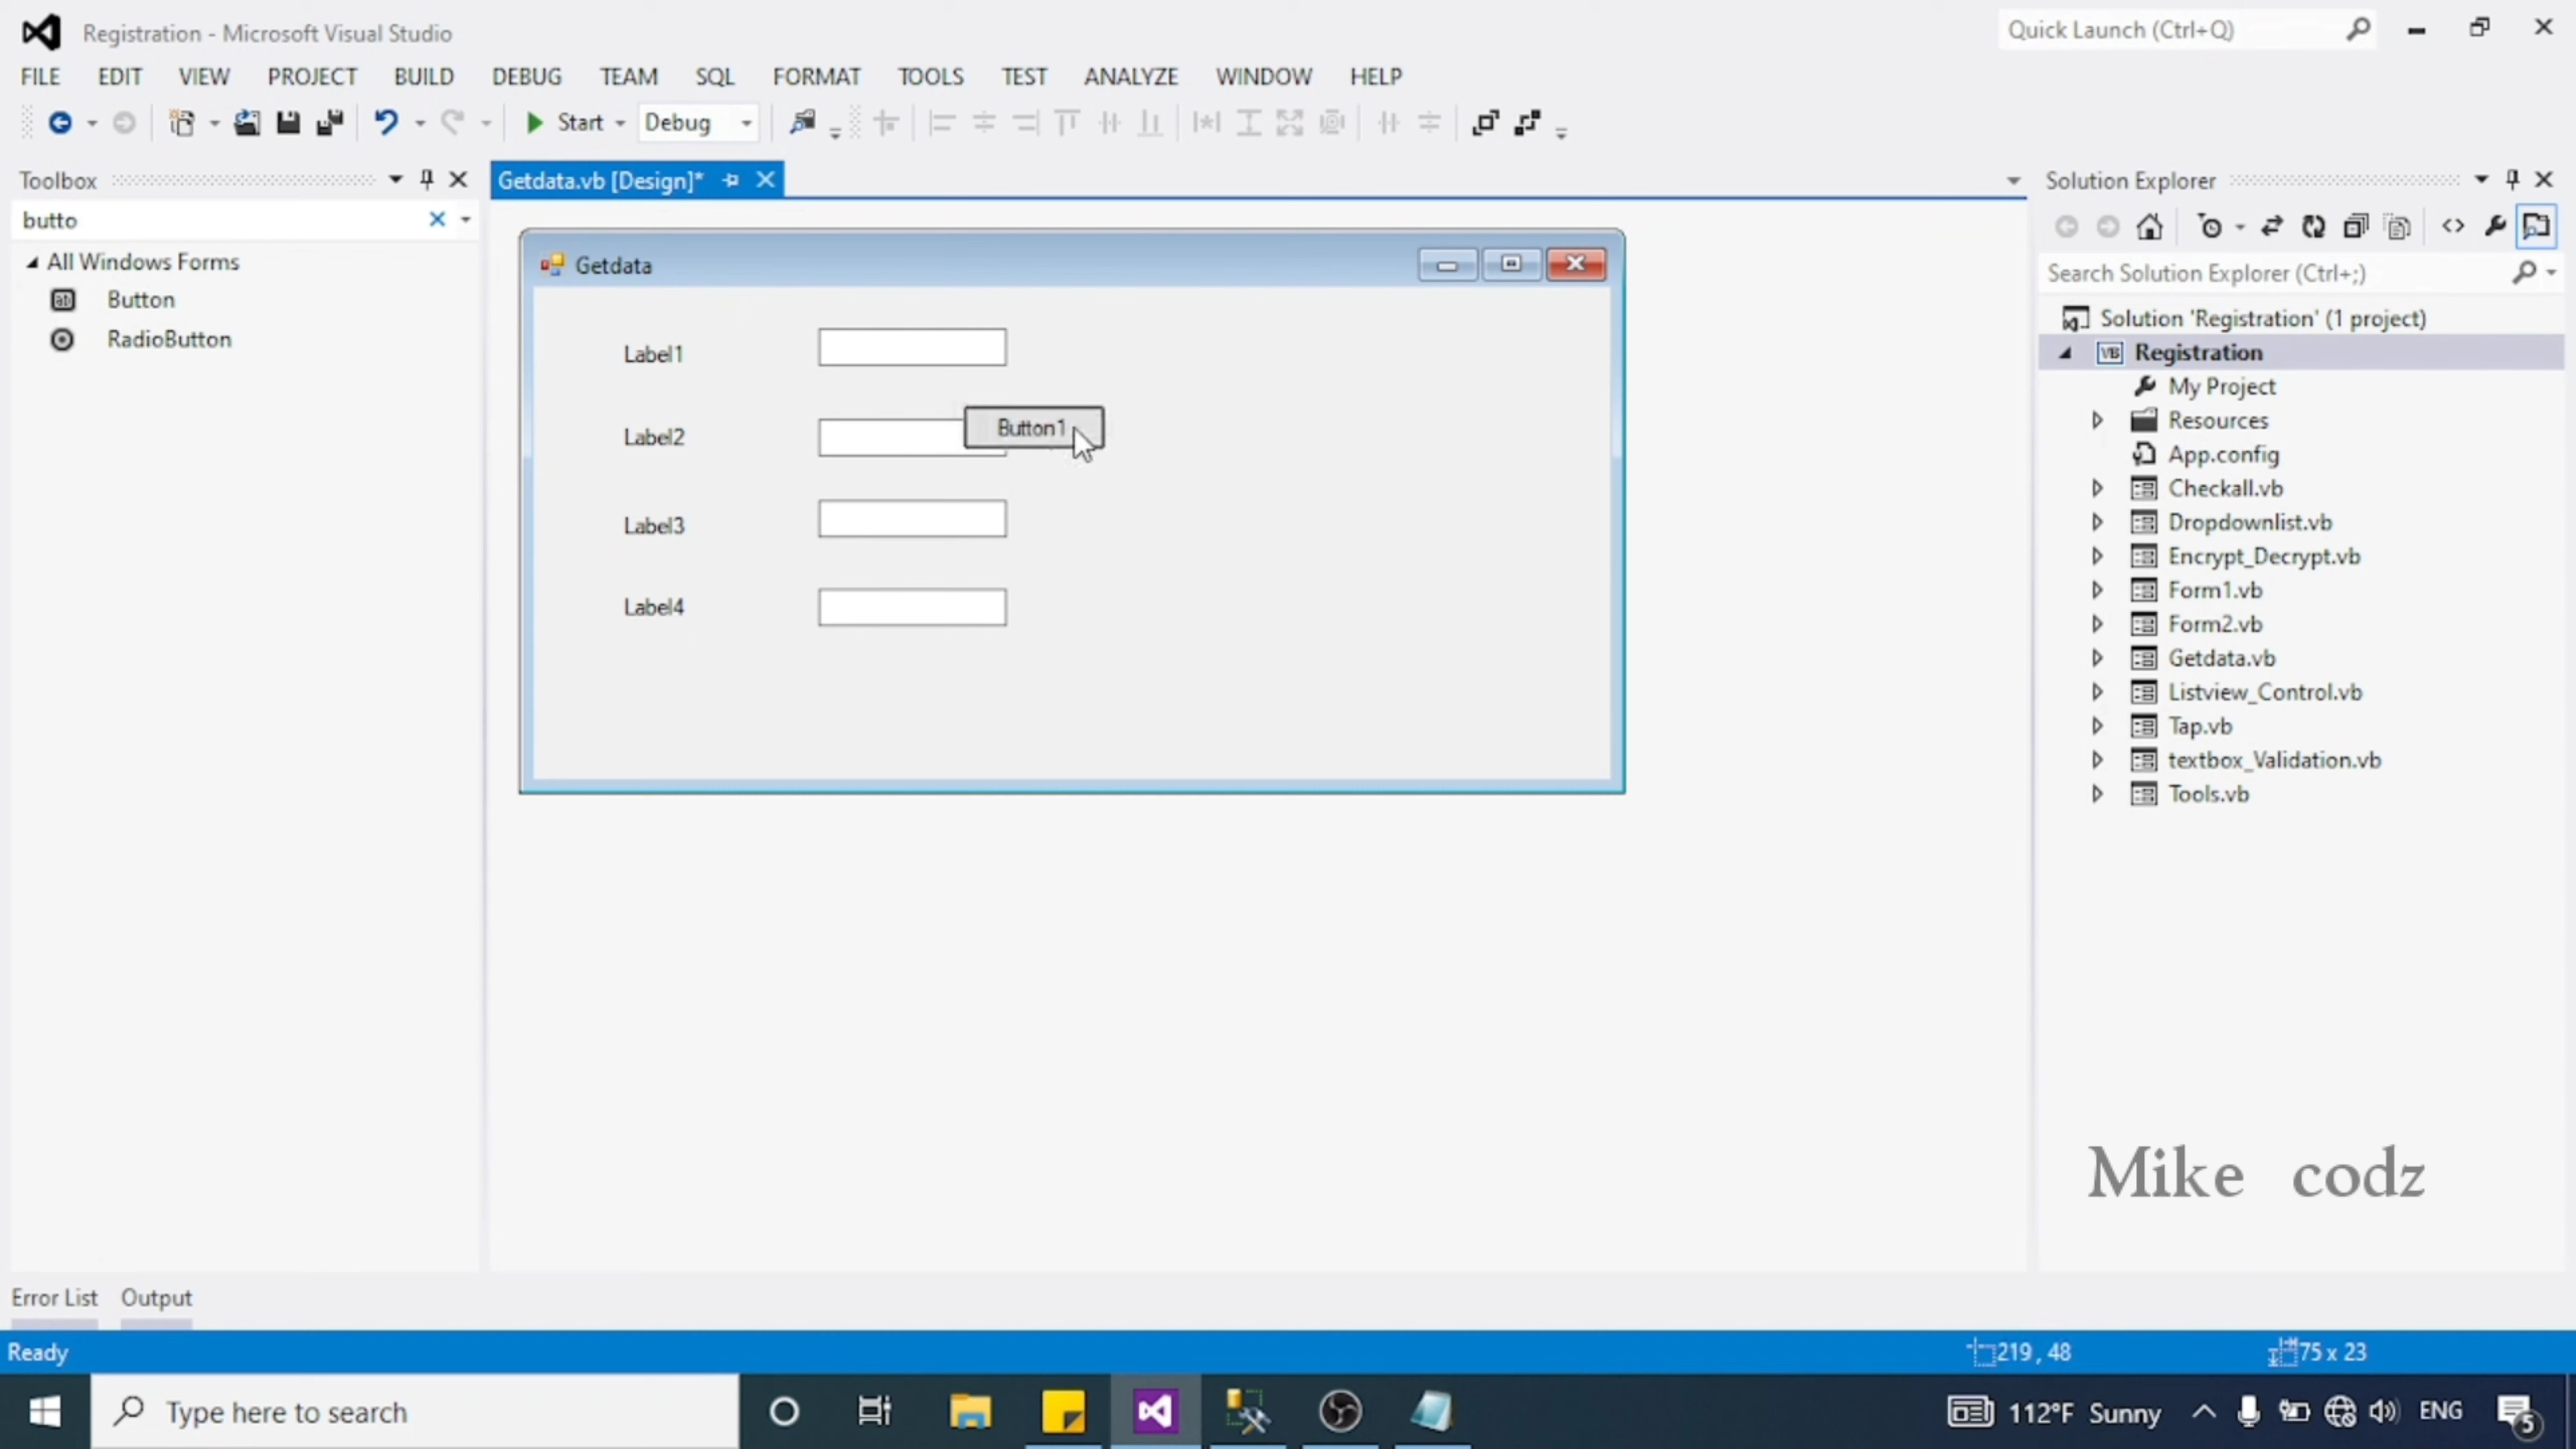 Registration - Microsoft Visual Studio
Quick Launch (Ctrl+Q)
FILE EDIT VIEW PROJECT BUILD DEBUG TEAM SQL FORMAT TOOLS TEST ANALYZE WINDOW HELP
Start Debug
Toolbox
Getdata.vb [Design]*
Solution Explorer
butto
All Windows Forms
Button
RadioButton
Getdata
Label1
Button1
Label2
Label3
Label4
Search Solution Explorer (Ctrl+;)
Solution 'Registration' (1 project)
VB Registration
My Project
Resources
App.config
Checkall.vb
Dropdownlist.vb
Encrypt_Decrypt.vb
Form1.vb
Form2.vb
Getdata.vb
Listview_Control.vb
Tap.vb
textbox_Validation.vb
Tools.vb
Mike codz
Error List Output
Ready
219 , 48
75 x 23
Type here to search
112°F Sunny
ENG
5